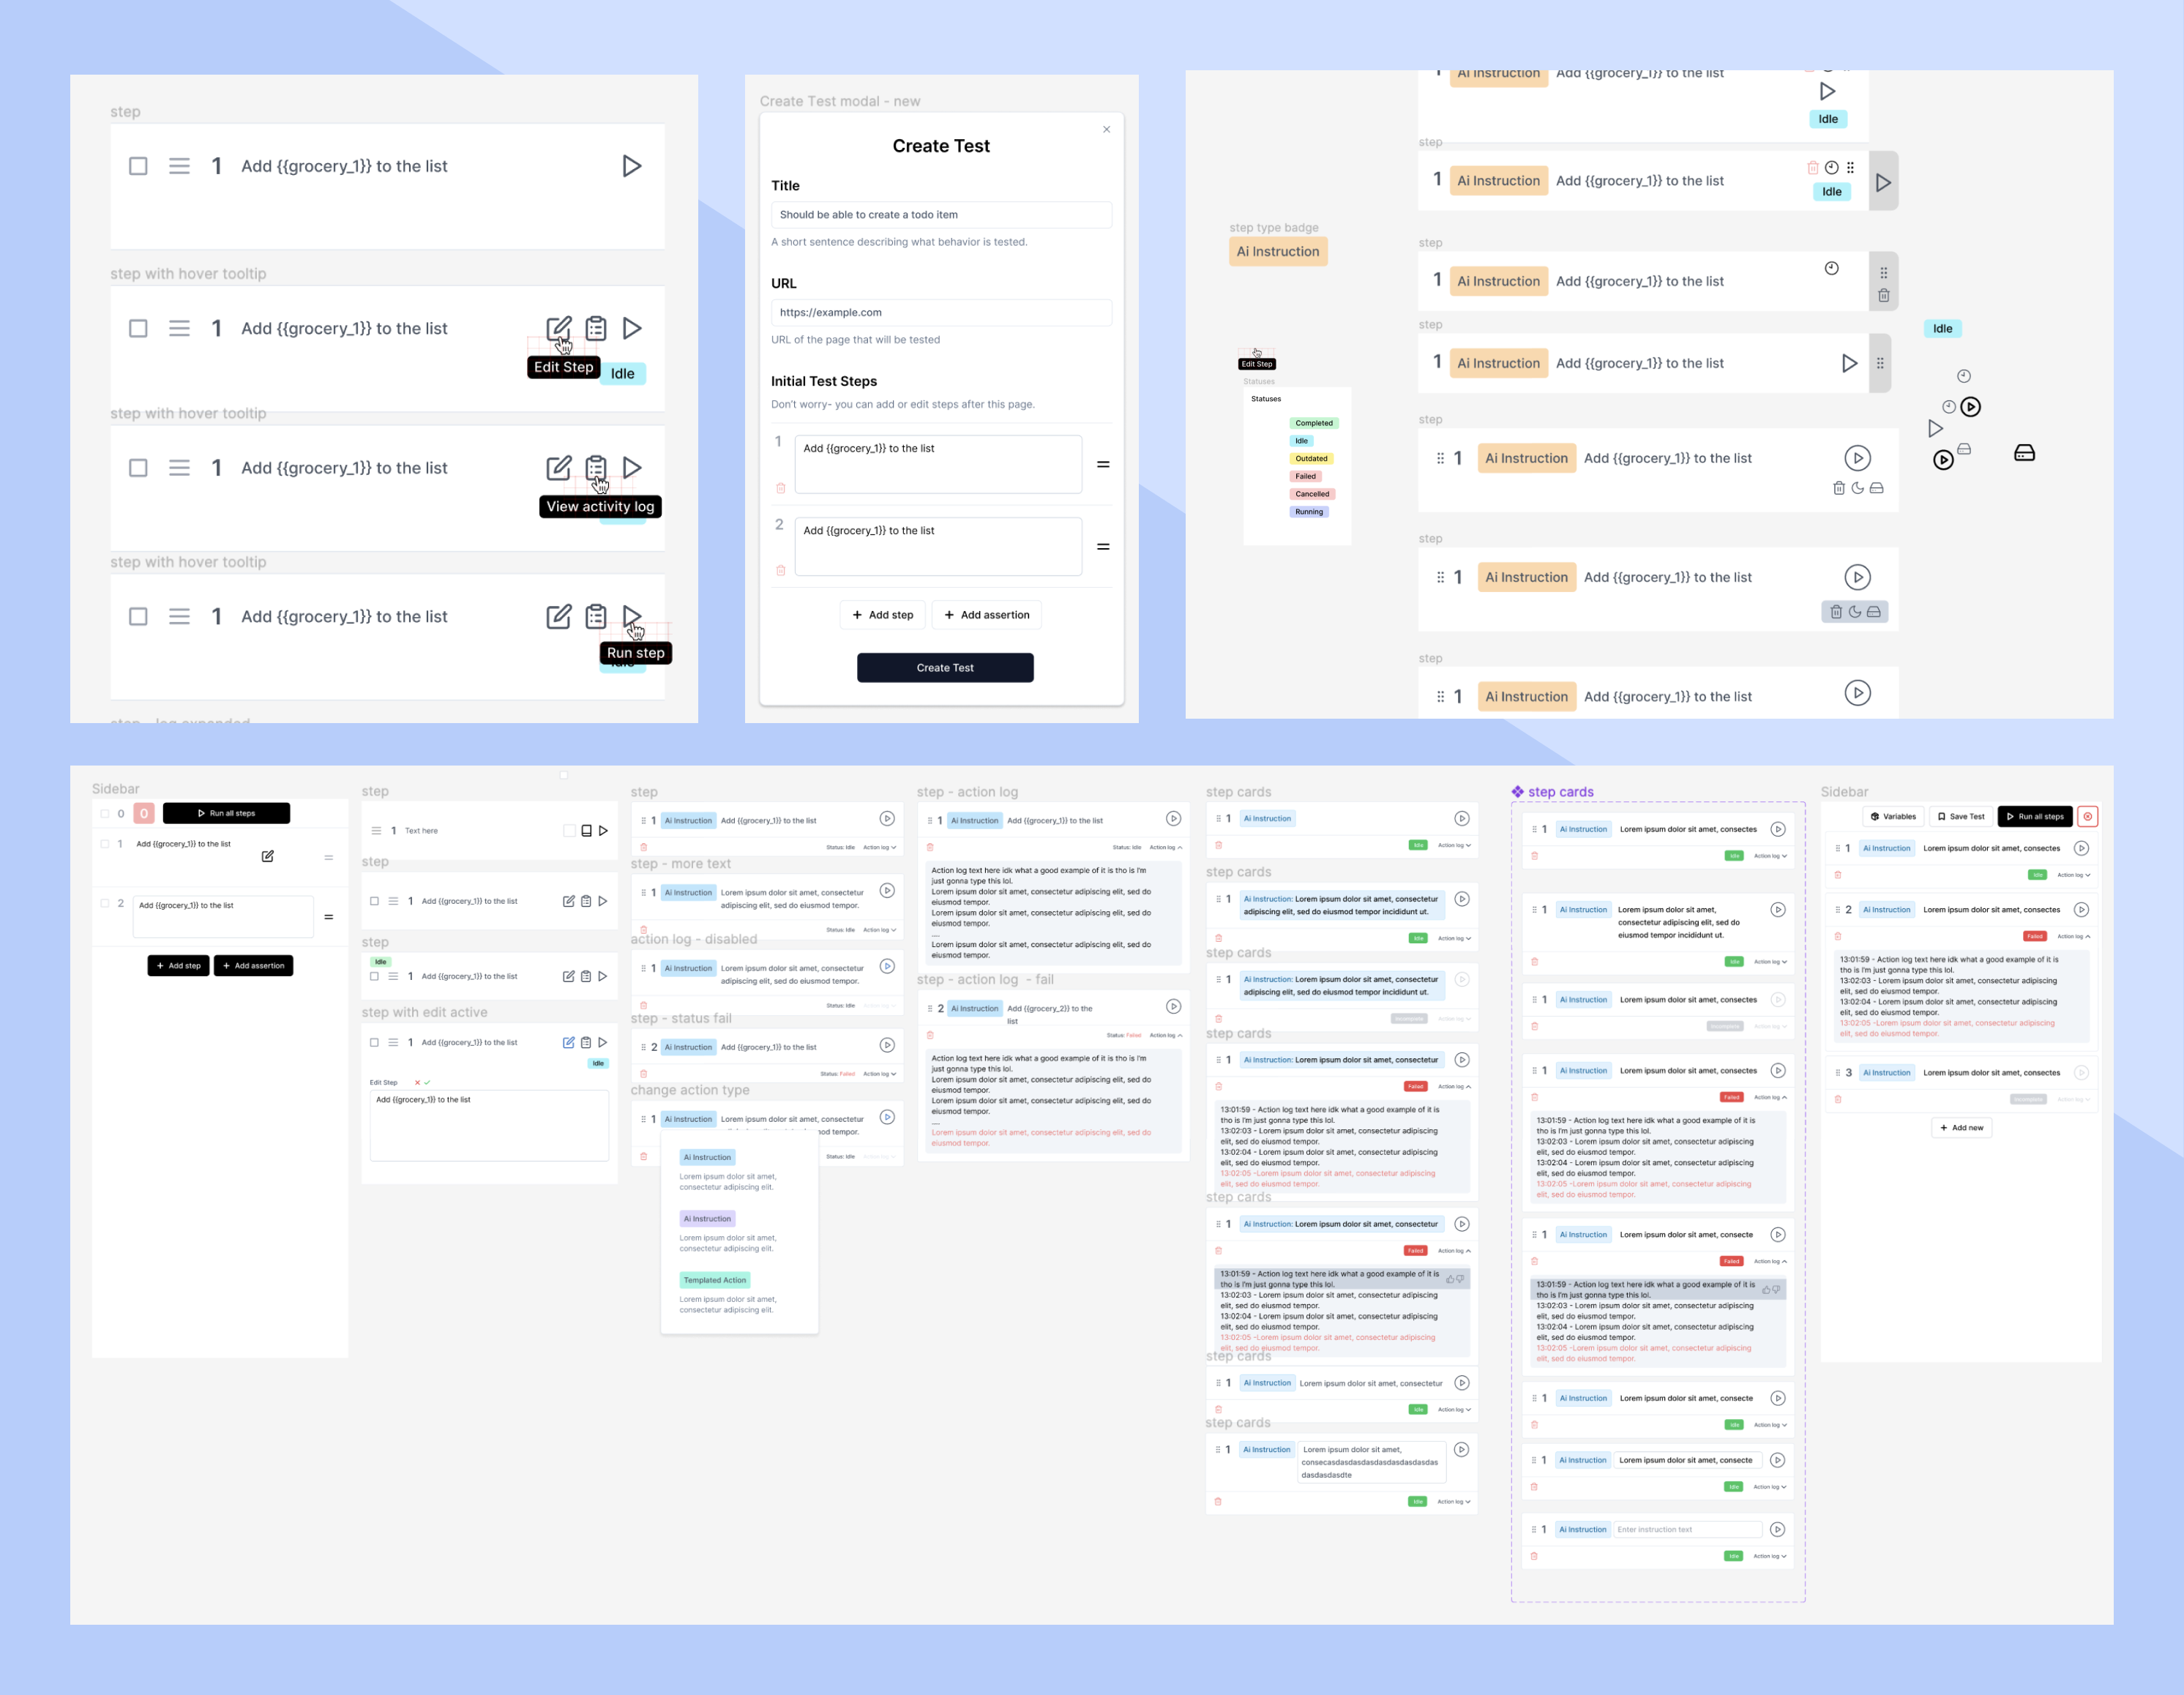 step
1 Add {{grocery_1}} to the list
step with hover tooltip
1 Add {{grocery_1}} to the list
Edit Step
Idle
step with hover tooltip
1 Add {{grocery_1}} to the list
View activity log
step with hover tooltip
1 Add {{grocery_1}} to the list
Run step
Create Test modal - new
Create Test
Title
Should be able to create a todo item
A short sentence describing what behavior is tested.
URL
https://example.com
URL of the page that will be tested
Initial Test Steps
Don't worry- you can add or edit steps after this page.
1
Add {{grocery_1}} to the list
2
Add {{grocery_1}} to the list
Add step
Add assertion
Create Test
Ai Instruction Add {{grocery_1}} to the list
Idle
step
1 Ai Instruction Add {{grocery_1}} to the list
Idle
step type badge
Ai Instruction
step
1 Ai Instruction Add {{grocery_1}} to the list
step
1 Ai Instruction Add {{grocery_1}} to the list
Idle
Edit Step
Statuses
Statuses
Completed
Idle
Outdated
Failed
Cancelled
Running
step
1 Ai Instruction Add {{grocery_1}} to the list
step
1 Ai Instruction Add {{grocery_1}} to the list
step
1 Ai Instruction Add {{grocery_1}} to the list
Sidebar
0 0 Run all steps
1 Add {{grocery_1}} to the list
2 Add {{grocery_1}} to the list
Add step
Add assertion
step
1 Text here
step
1 Add {{grocery_1}} to the list
step
Idle
1 Add {{grocery_1}} to the list
step with edit active
1 Add {{grocery_1}} to the list
Idle
Edit Step
Add {{grocery_1}} to the list
step
1 Ai Instruction Add {{grocery_1}} to the list
Status: Idle Action log
step - more text
1 Ai Instruction Lorem ipsum dolor sit amet, consectetur
adipiscing elit, sed do eiusmod tempor.
Status: Idle Action log
action log - disabled
1 Ai Instruction Lorem ipsum dolor sit amet, consectetur
adipiscing elit, sed do eiusmod tempor.
Status: Idle Action log
step - status fail
2 Ai Instruction Add {{grocery_1}} to the list
Status: Failed Action log
change action type
1 Ai Instruction Lorem ipsum dolor sit amet, consectetur
tempor.
Status: Idle Action log
Ai Instruction
Lorem ipsum dolor sit amet,
consectetur adipiscing elit.
Ai Instruction
Lorem ipsum dolor sit amet,
consectetur adipiscing elit.
Templated Action
Lorem ipsum dolor sit amet,
consectetur adipiscing elit.
step - action log
1 Ai Instruction Add {{grocery_1}} to the list
Status: Idle Action log
Action log text here idk what a good example of it is tho is I'm
just gonna type this lol.
Lorem ipsum dolor sit amet, consectetur adipiscing elit, sed do
eiusmod tempor.
Lorem ipsum dolor sit amet, consectetur adipiscing elit, sed do
eiusmod tempor.
Lorem ipsum dolor sit amet, consectetur adipiscing elit, sed do
eiusmod tempor.
step - action log - fail
2 Ai Instruction Add {{grocery_2}} to the
list
Status: Failed Action log
Action log text here idk what a good example of it is tho is I'm
just gonna type this lol.
Lorem ipsum dolor sit amet, consectetur adipiscing elit, sed do
eiusmod tempor.
Lorem ipsum dolor sit amet, consectetur adipiscing elit, sed do
eiusmod tempor.
Lorem ipsum dolor sit amet, consectetur adipiscing elit, sed do
eiusmod tempor.
step cards
1 Ai Instruction
Idle Action log
step cards
1 Ai Instruction: Lorem ipsum dolor sit amet, consectetur
adipiscing elit, sed do eiusmod tempor incididunt ut.
Idle Action log
step cards
1 Ai Instruction: Lorem ipsum dolor sit amet, consectetur
adipiscing elit, sed do eiusmod tempor incididunt ut.
Incomplete Action log
step cards
1 Ai Instruction: Lorem ipsum dolor sit amet, consectetur
Failed Action log
13:01:59 - Action log text here idk what a good example of it is
tho is I'm just gonna type this lol.
13:02:03 - Lorem ipsum dolor sit amet, consectetur adipiscing
elit, sed do eiusmod tempor.
13:02:04 - Lorem ipsum dolor sit amet, consectetur adipiscing
elit, sed do eiusmod tempor.
13:02:05 -Lorem ipsum dolor sit amet, consectetur adipiscing
elit, sed do eiusmod tempor.
step cards
1 Ai Instruction: Lorem ipsum dolor sit amet, consectetur
Failed Action log
13:01:59 - Action log text here idk what a good example of it is
tho is I'm just gonna type this lol.
13:02:03 - Lorem ipsum dolor sit amet, consectetur adipiscing
elit, sed do eiusmod tempor.
13:02:04 - Lorem ipsum dolor sit amet, consectetur adipiscing
elit, sed do eiusmod tempor.
13:02:05 -Lorem ipsum dolor sit amet, consectetur adipiscing
elit, sed do eiusmod tempor.
step cards
1 Ai Instruction Lorem ipsum dolor sit amet, consectetur
Idle Action log
step cards
1 Ai Instruction Lorem ipsum dolor sit amet,
consecasdasdasdasdasdasdasdasdas
dasdasdasdte
Idle Action log
step cards
1 Ai Instruction Lorem ipsum dolor sit amet, consectes
Idle Action log
1 Ai Instruction Lorem ipsum dolor sit amet,
consectetur adipiscing elit, sed do
eiusmod tempor incididunt ut.
Idle Action log
1 Ai Instruction Lorem ipsum dolor sit amet, consectes
Incomplete Action log
1 Ai Instruction Lorem ipsum dolor sit amet, consectes
Failed Action log
13:01:59 - Action log text here idk what a good example of it is
tho is I'm just gonna type this lol.
13:02:03 - Lorem ipsum dolor sit amet, consectetur adipiscing
elit, sed do eiusmod tempor.
13:02:04 - Lorem ipsum dolor sit amet, consectetur adipiscing
elit, sed do eiusmod tempor.
13:02:05 -Lorem ipsum dolor sit amet, consectetur adipiscing
elit, sed do eiusmod tempor.
1 Ai Instruction Lorem ipsum dolor sit amet, consecte
Failed Action log
13:01:59 - Action log text here idk what a good example of it is
tho is I'm just gonna type this lol.
13:02:03 - Lorem ipsum dolor sit amet, consectetur adipiscing
elit, sed do eiusmod tempor.
13:02:04 - Lorem ipsum dolor sit amet, consectetur adipiscing
elit, sed do eiusmod tempor.
13:02:05 -Lorem ipsum dolor sit amet, consectetur adipiscing
elit, sed do eiusmod tempor.
1 Ai Instruction Lorem ipsum dolor sit amet, consecte
Idle Action log
1 Ai Instruction Lorem ipsum dolor sit amet, consecte
Idle Action log
1 Ai Instruction Enter instruction text
Idle Action log
Sidebar
Variables
Save Test
Run all steps
1 Ai Instruction Lorem ipsum dolor sit amet, consectes
Idle Action log
2 Ai Instruction Lorem ipsum dolor sit amet, consectes
Failed Action log
13:01:59 - Action log text here idk what a good example of it is
tho is I'm just gonna type this lol.
13:02:03 - Lorem ipsum dolor sit amet, consectetur adipiscing
elit, sed do eiusmod tempor.
13:02:04 - Lorem ipsum dolor sit amet, consectetur adipiscing
elit, sed do eiusmod tempor.
13:02:05 -Lorem ipsum dolor sit amet, consectetur adipiscing
elit, sed do eiusmod tempor.
3 Ai Instruction Lorem ipsum dolor sit amet, consectes
Incomplete Action log
Add new